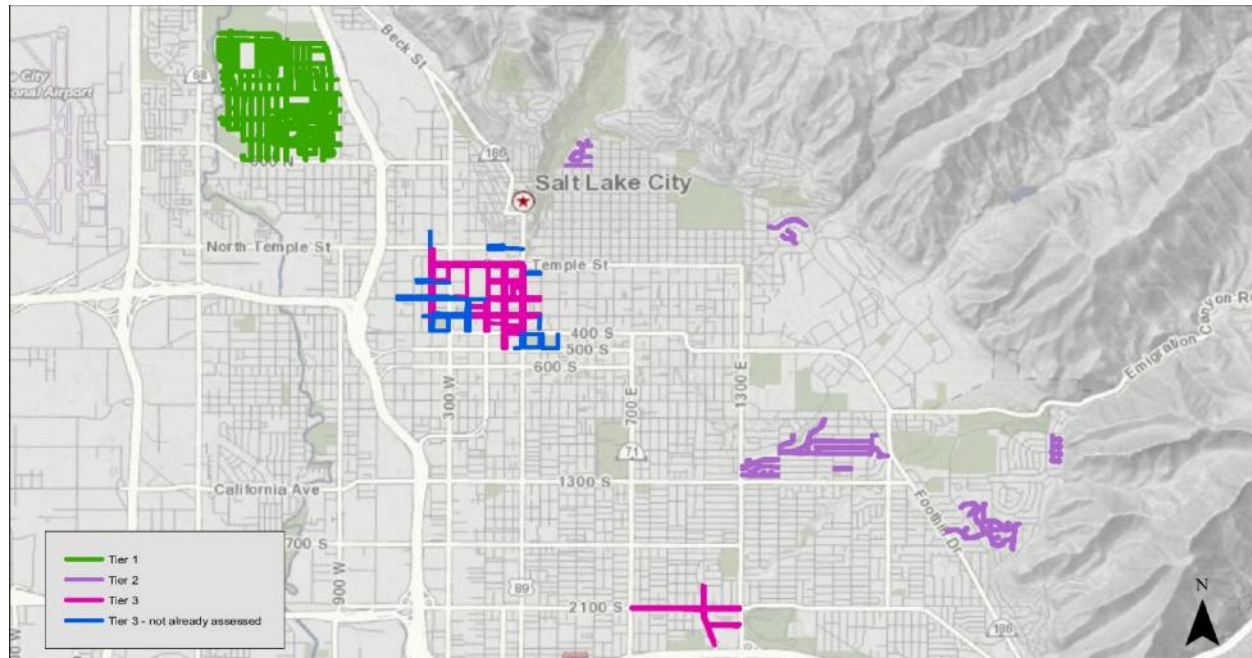 Beck St
68
o City
onal Airport
186
Salt Lake City
North Temple St
Temple St
400 S
500 S
600 S
300 W
700 E
1300 E
Emigration Canyon R
71
California Ave
1300 S
Foothill Dr
700 S
900 W
89
2100 S
186
Tier 1
Tier 2
Tier 3
Tier 3 - not already assessed
N